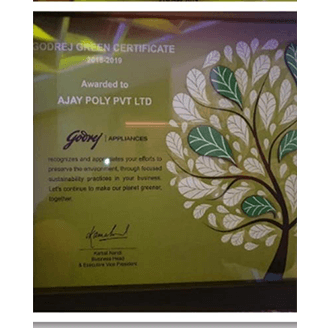 GODREJ GREEN CERTIFICATE
2018-2019
Awarded to
AJAY POLY PVT LTD
Godrej | APPLIANCES
recognizes and appreciates your efforts to
preserve the environment, through focused
sustainability practices in your business.
Let's continue to make our planet greener,
together.
Kamal Nandi
Business Head
& Executive Vice President